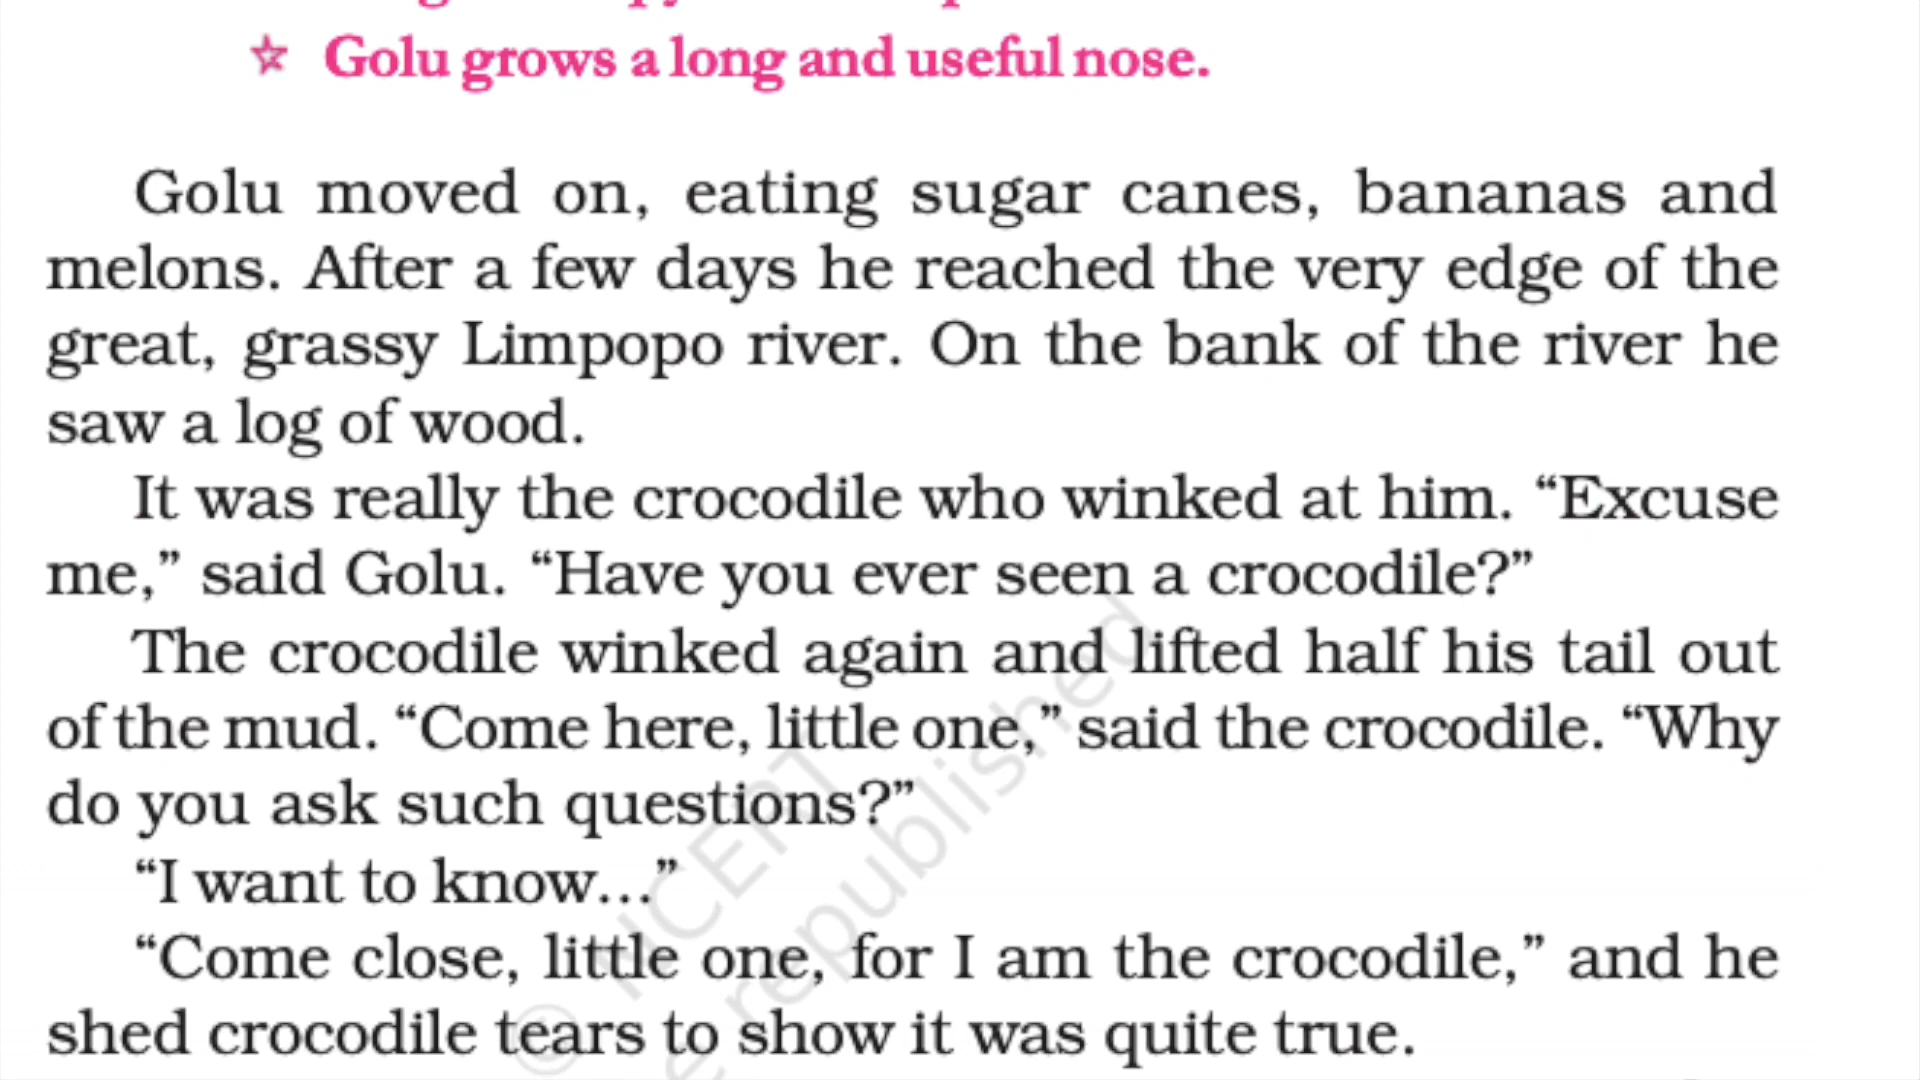 ☆ Golu grows a long and useful nose.
Golu moved on, eating sugar canes, bananas and
melons. After a few days he reached the very edge of the
great, grassy Limpopo river. On the bank of the river he
saw a log of wood.
It was really the crocodile who winked at him. “Excuse
me,” said Golu. “Have you ever seen a crocodile?”
The crocodile winked again and lifted half his tail out
of the mud. “Come here, little one,” said the crocodile. “Why
do you ask such questions?”
“I want to know...”
“Come close, little one, for I am the crocodile,” and he
shed crocodile tears to show it was quite true.
© NCERT
republished